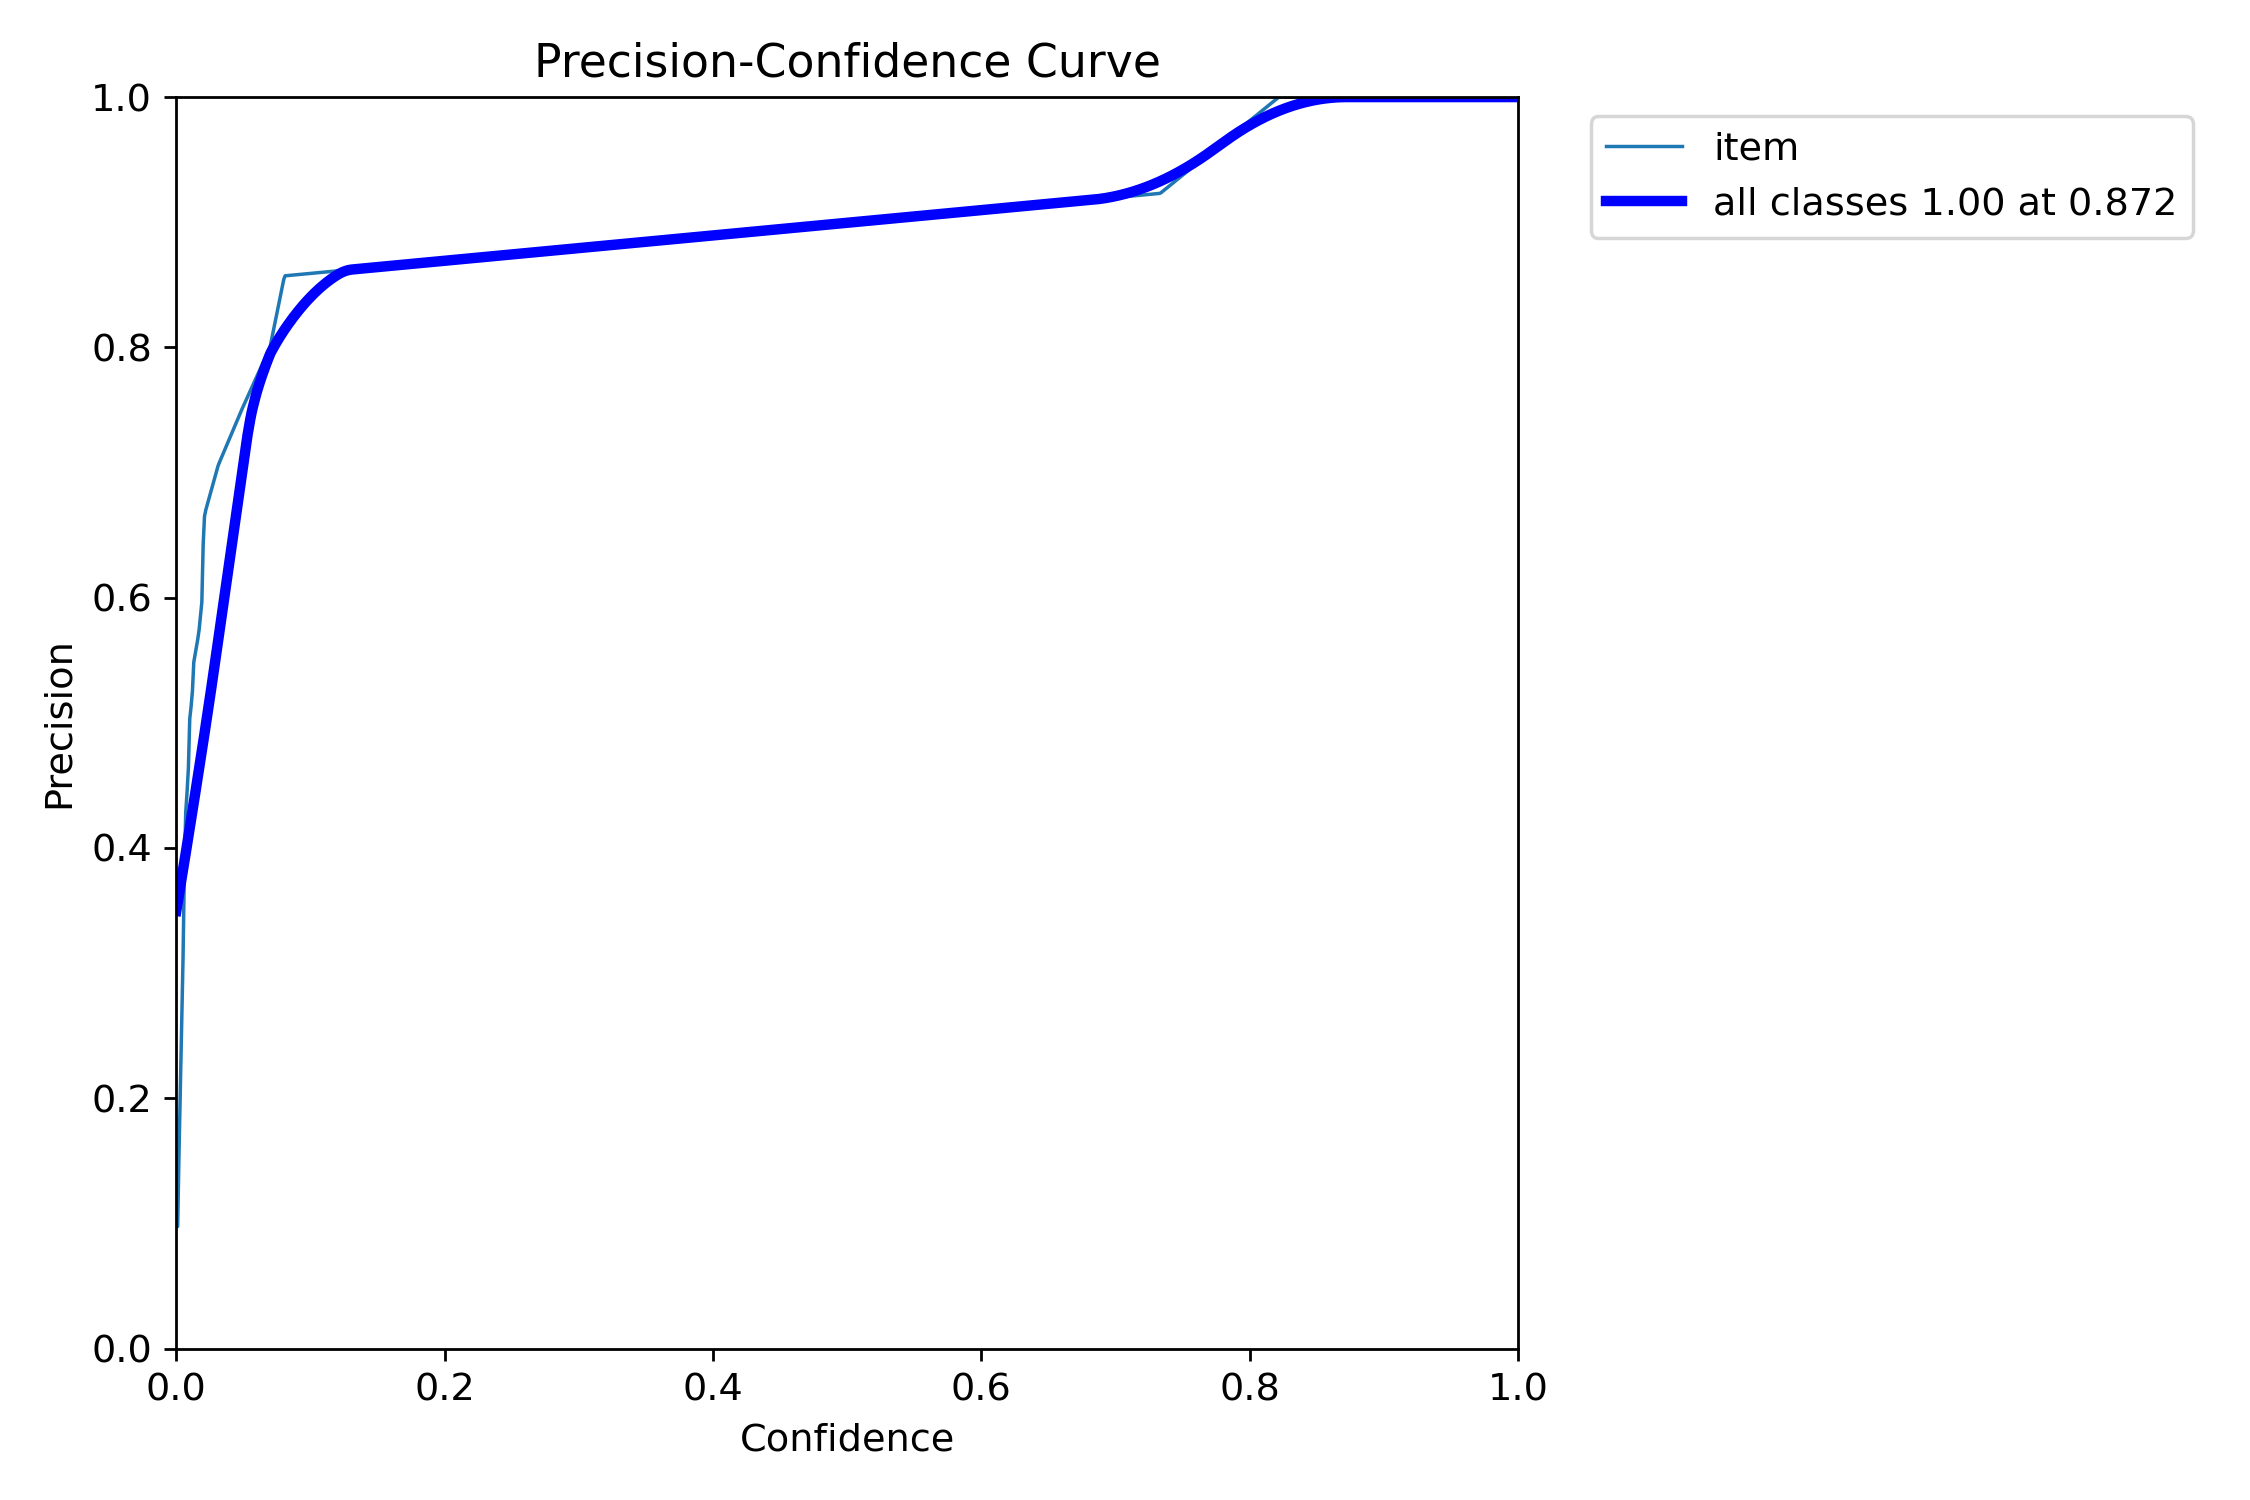 Precision-Confidence Curve
1.0
0.8
0.6
0.4
0.2
0.0
Precision
0.0 0.2 0.4 0.6 0.8 1.0
Confidence
item
all classes 1.00 at 0.872